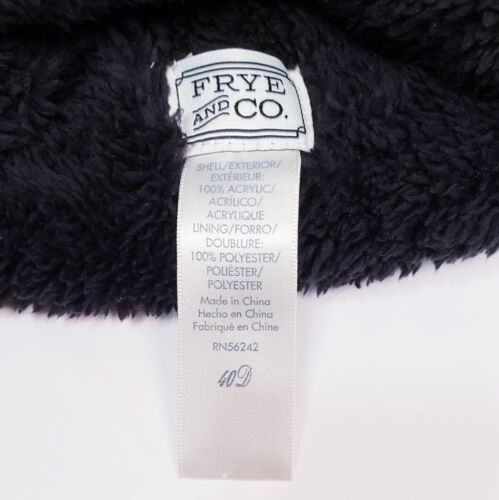 FRYE
AND CO.
SHELL/EXTERIOR/
EXTÉRIEUR:
100% ACRYLIC/
ACRÍLICO/
ACRYLIQUE
LINING/FORRO/
DOUBLURE:
100% POLYESTER/
POLIÉSTER/
POLYESTER
Made in China
Hecho en China
Fabriqué en Chine
RN56242
40D